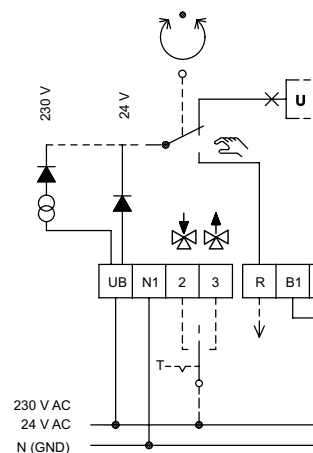 230 V
24 V
U
UB N1 2 3 R B1
T
230 V AC
24 V AC
N (GND)